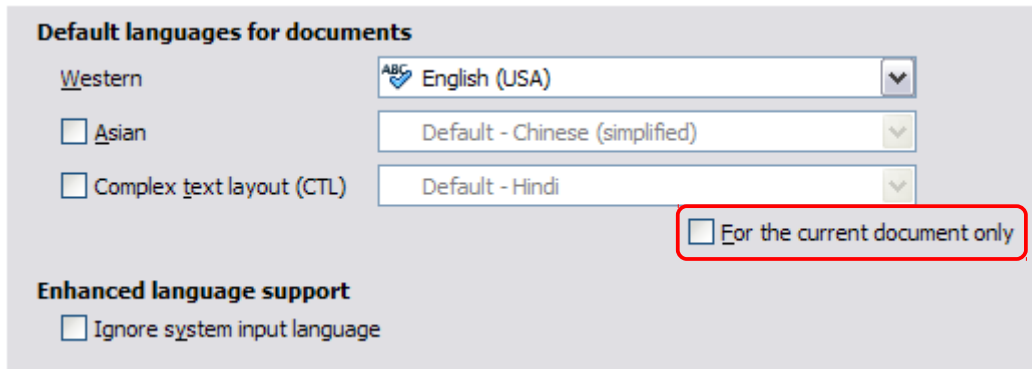 Default languages for documents
Western ABC English (USA)
Asian Default - Chinese (simplified)
Complex text layout (CTL) Default - Hindi
For the current document only
Enhanced language support
Ignore system input language